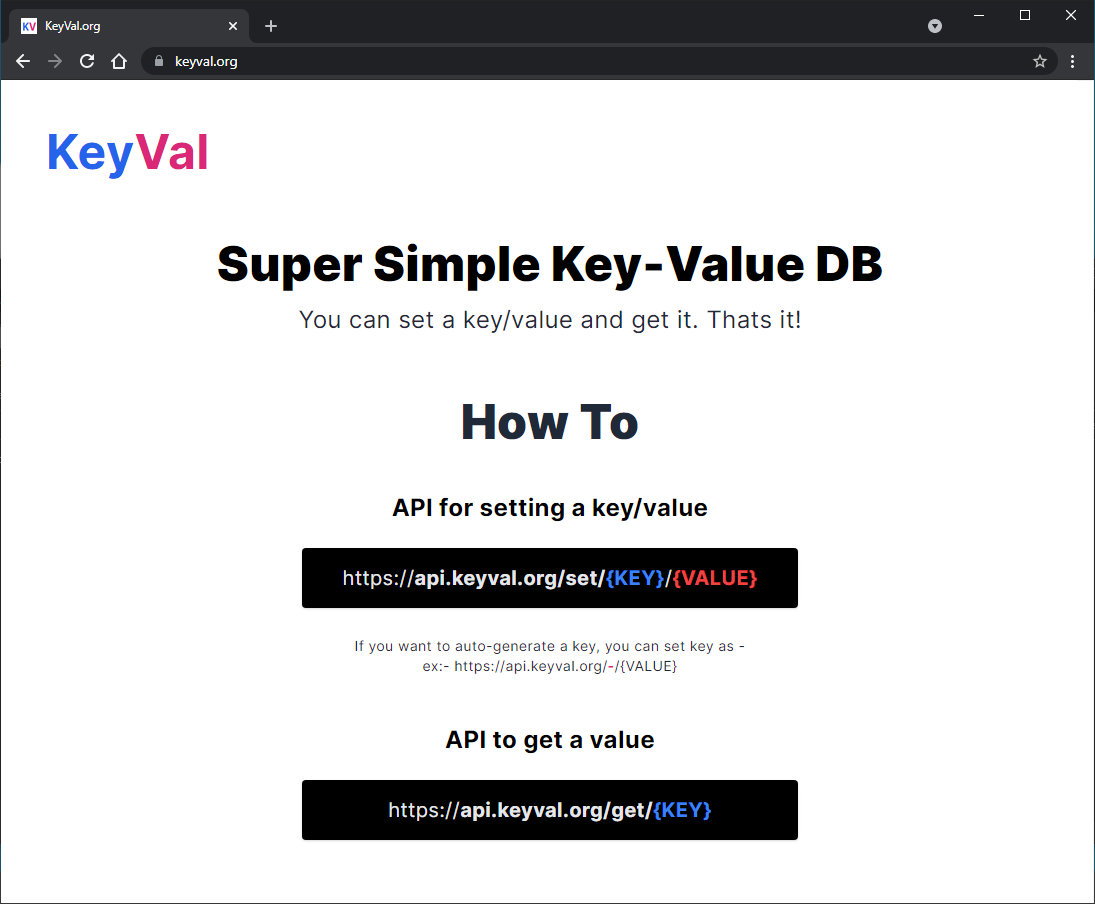 KV KeyVal.org
keyval.org
KeyVal
Super Simple Key-Value DB
You can set a key/value and get it. Thats it!
How To
API for setting a key/value
https://api.keyval.org/set/{KEY}/{VALUE}
If you want to auto-generate a key, you can set key as -
ex:- https://api.keyval.org/-/{VALUE}
API to get a value
https://api.keyval.org/get/{KEY}